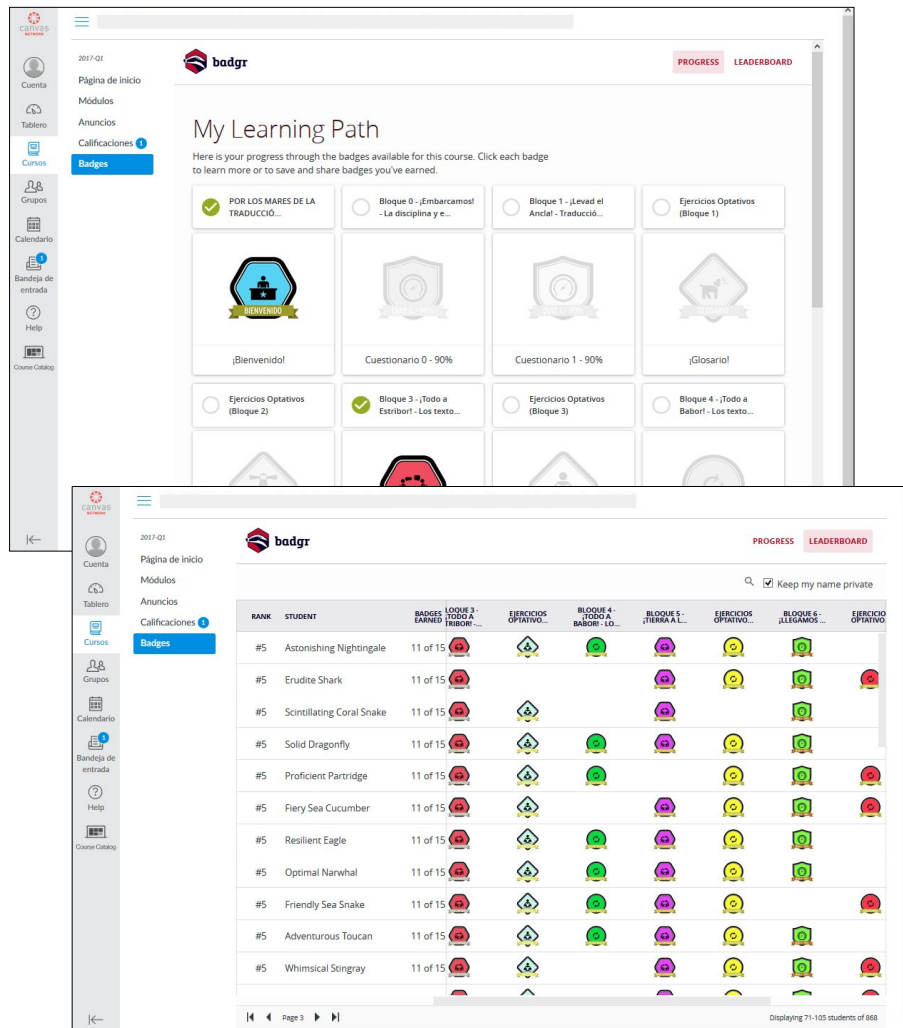 canvas
NETWORK
Cuenta
Tablero
Cursos
Grupos
Calendario
1
Bandeja de
entrada
Help
Course Catalog
2017-Q1
Página de inicio
Módulos
Anuncios
Calificaciones 1
Badges
badgr
PROGRESS LEADERBOARD
My Learning Path
Here is your progress through the badges available for this course. Click each badge
to learn more or to save and share badges you've earned.
POR LOS MARES DE LA
TRADUCCIÓ...
Bloque 0 - ¡Embarcamos!
- La disciplina y e...
Bloque 1 - ¡Levad el
Ancla! - Traducció...
Ejercicios Optativos
(Bloque 1)
BIENVENIDO
GLOSARIO
¡Bienvenido!
Cuestionario 0 - 90%
Cuestionario 1 - 90%
¡Glosario!
Ejercicios Optativos
(Bloque 2)
Bloque 3 - ¡Todo a
Estribor! - Los texto...
Ejercicios Optativos
(Bloque 3)
Bloque 4 - ¡Todo a
Babor! - Los texto...
canvas
NETWORK
Cuenta
Tablero
Cursos
Grupos
Calendario
1
Bandeja de
entrada
Help
Course Catalog
2017-Q1
Página de inicio
Módulos
Anuncios
Calificaciones 1
Badges
badgr
PROGRESS LEADERBOARD
Keep my name private
RANK STUDENT BADGES EARNED LOQUE 3 - ¡TODO A TRIBOR! -... EJERCICIOS OPTATIVO... BLOQUE 4 - ¡TODO A BABOR! - LO... BLOQUE 5 - ¡TIERRA A L... EJERCICIOS OPTATIVO... BLOQUE 6 - ¡LLEGAMOS ... EJERCICIO OPTATIVO
#5 Astonishing Nightingale 11 of 15
#5 Erudite Shark 11 of 15
#5 Scintillating Coral Snake 11 of 15
#5 Solid Dragonfly 11 of 15
#5 Proficient Partridge 11 of 15
#5 Fiery Sea Cucumber 11 of 15
#5 Resilient Eagle 11 of 15
#5 Optimal Narwhal 11 of 15
#5 Friendly Sea Snake 11 of 15
#5 Adventurous Toucan 11 of 15
#5 Whimsical Stingray 11 of 15
Page 3
Displaying 71-105 students of 868